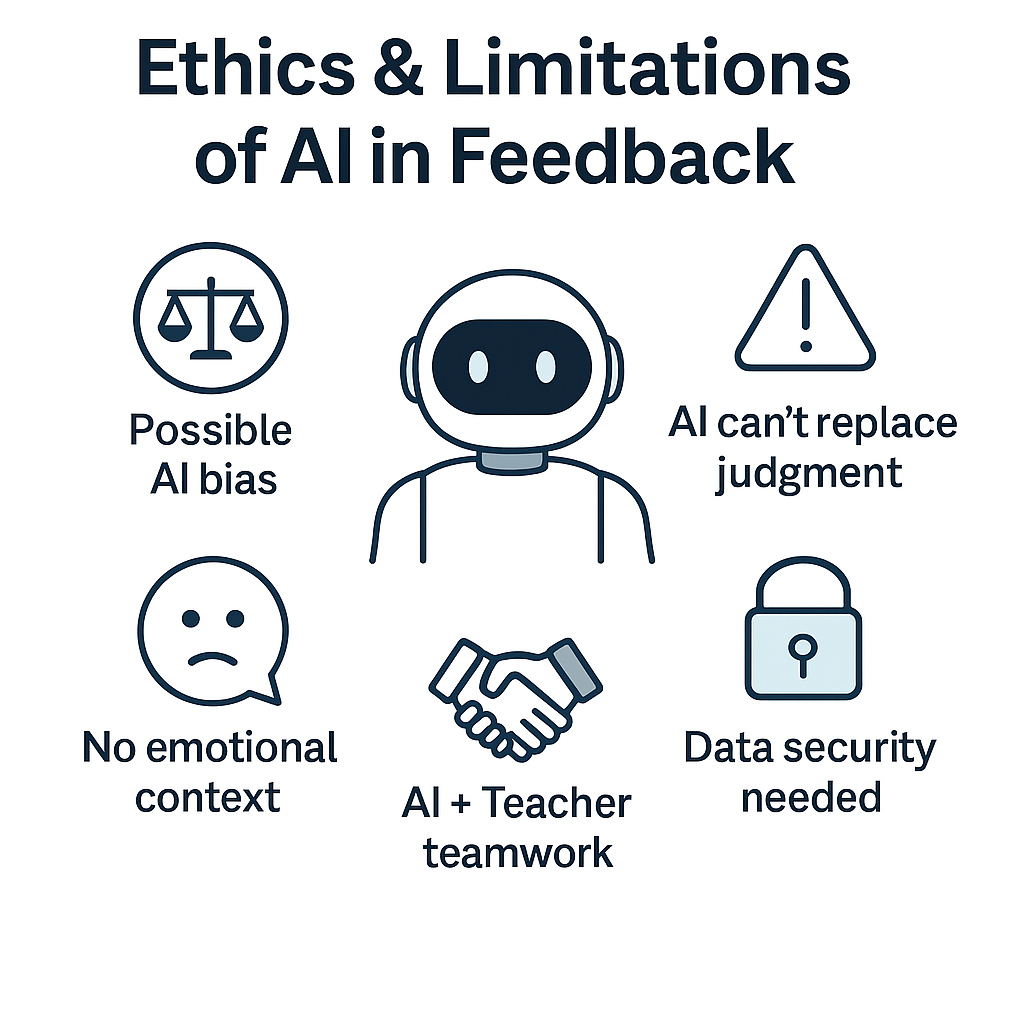 Ethics & Limitations
of AI in Feedback
Possible
AI bias
AI can't replace
judgment
No emotional
context
AI + Teacher
teamwork
Data security
needed